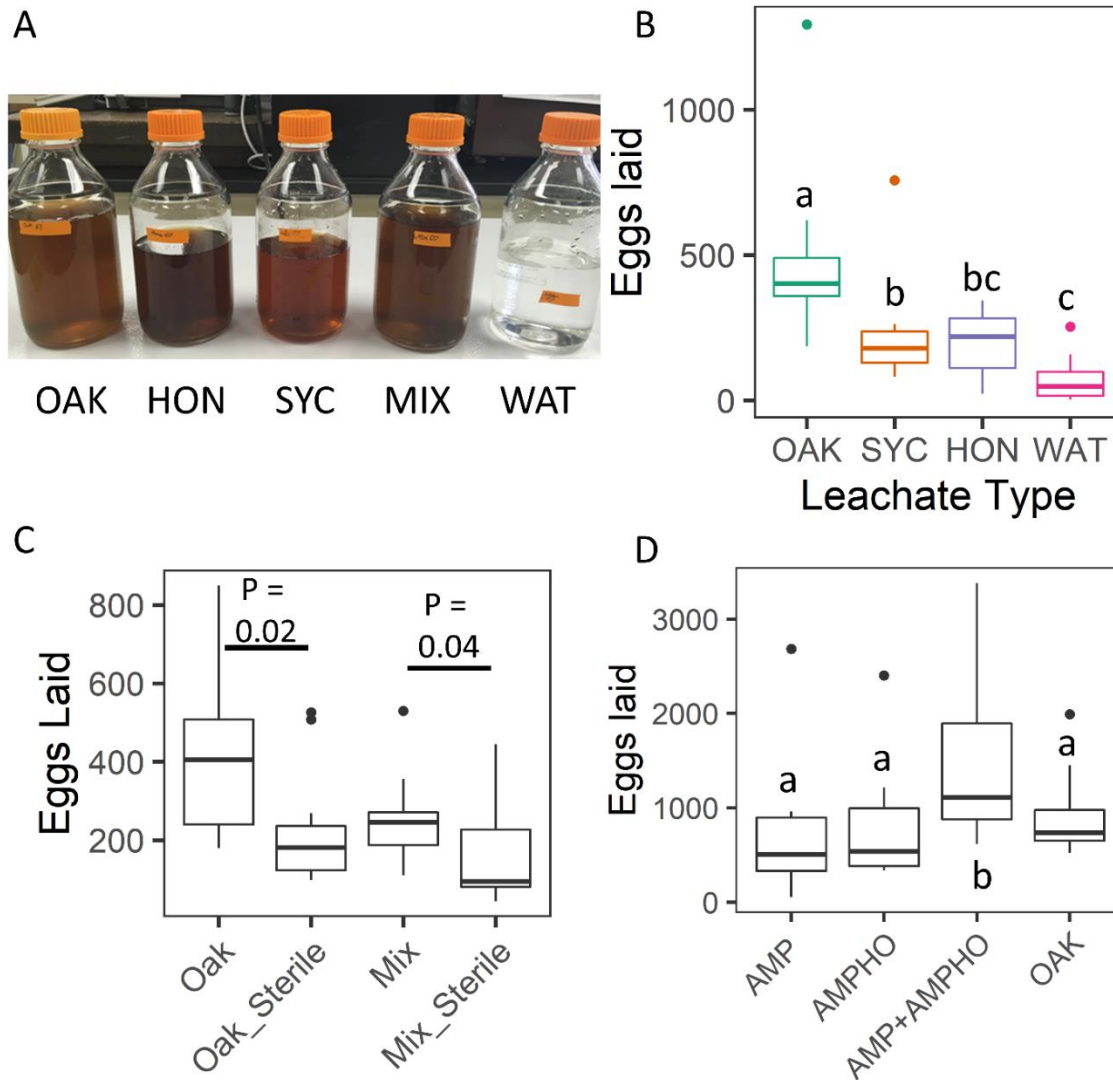 A
OAK HON SYC MIX WAT
B
Eggs laid
1000
500
0
a
b
bc
c
OAK SYC HON WAT
Leachate Type
C
Eggs Laid
800
600
400
200
P =
0.02
P =
0.04
Oak
Oak_Sterile
Mix
Mix_Sterile
D
Eggs laid
3000
2000
1000
0
a
a
b
a
AMP
AMPHO
AMP+AMPHO
OAK